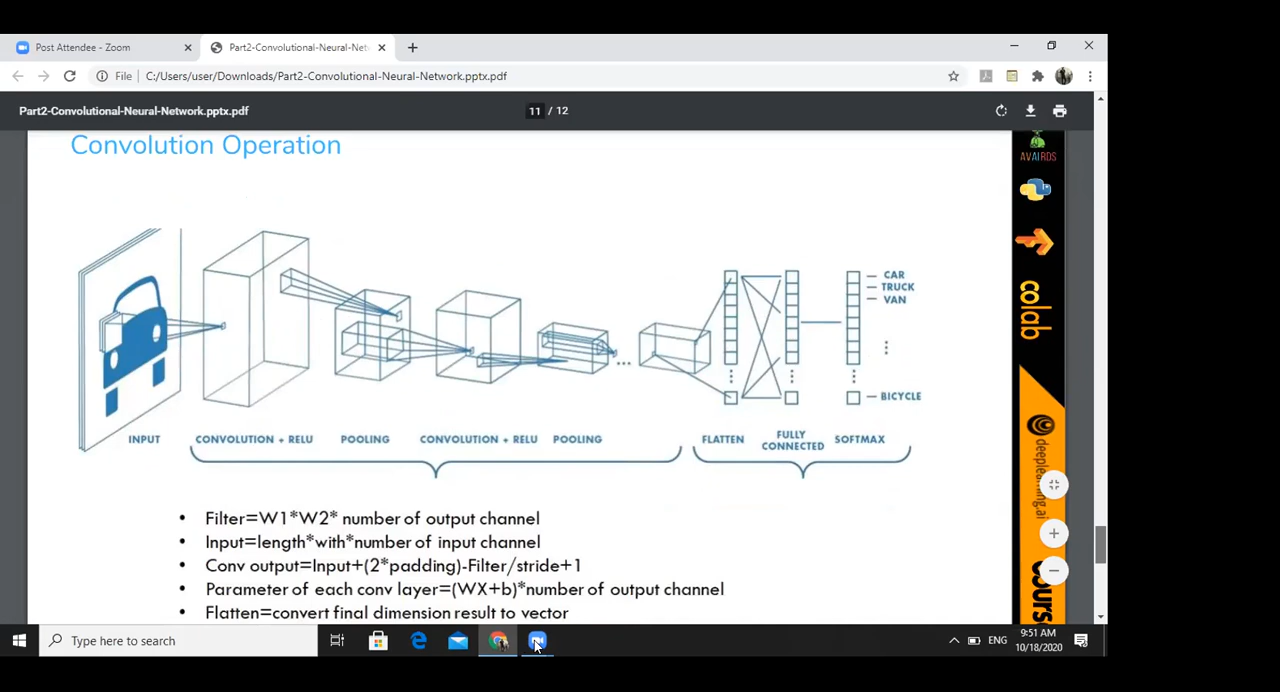 Post Attendee - Zoom
Part2-Convolutional-Neural-Net
File
C:/Users/user/Downloads/Part2-Convolutional-Neural-Network.pptx.pdf
Part2-Convolutional-Neural-Network.pptx.pdf
11 / 12
Convolution Operation
AVAIRDS
colab
deeplearning.ai
CAR
TRUCK
VAN
BICYCLE
INPUT
CONVOLUTION + RELU
POOLING
CONVOLUTION + RELU
POOLING
FLATTEN
FULLY
CONNECTED
SOFTMAX
• Filter=W1*W2* number of output channel
• Input=length*with*number of input channel
• Conv output=Input+(2*padding)-Filter/stride+1
• Parameter of each conv layer=(WX+b)*number of output channel
• Flatten=convert final dimension result to vector
Type here to search
ENG
9:51 AM
10/18/2020